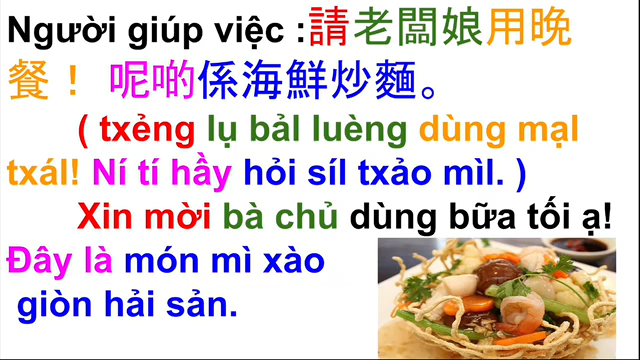 Người giúp việc :請老闆娘用晚
餐！ 呢啲係海鮮炒麵。
( txẻng lụ bảl luèng dùng mạl
txál! Ní tí hầy hỏi síl txảo mìl. )
Xin mời bà chủ dùng bữa tối ạ!
Đây là món mì xào
giòn hải sản.